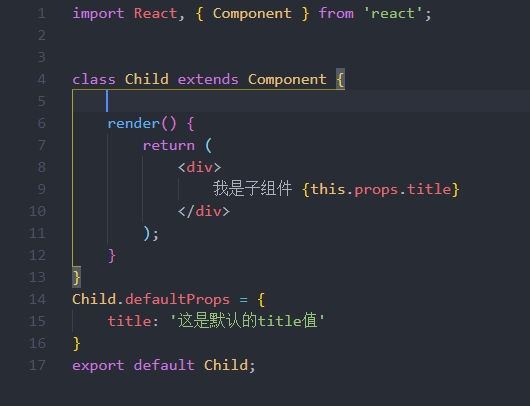 1 import React, { Component } from 'react';
2
3
4 class Child extends Component {
5
6 render() {
7 return (
8 <div>
9 我是子组件 {this.props.title}
10 </div>
11 );
12 }
13 }
14 Child.defaultProps = {
15 title: '这是默认的title值'
16 }
17 export default Child;